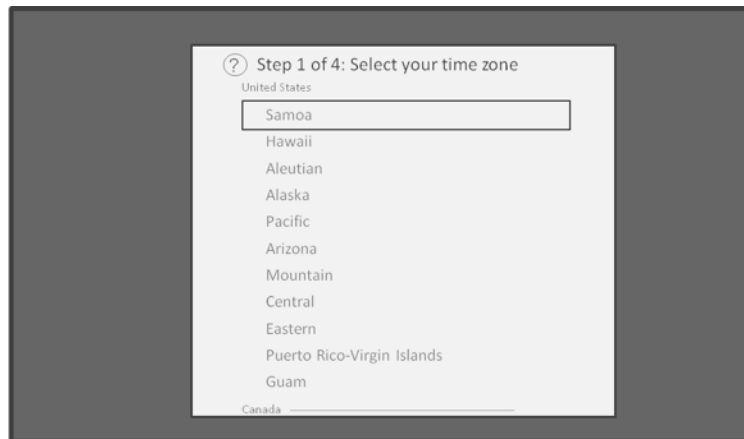 ? Step 1 of 4: Select your time zone
United States
Samoa
Hawaii
Aleutian
Alaska
Pacific
Arizona
Mountain
Central
Eastern
Puerto Rico-Virgin Islands
Guam
Canada